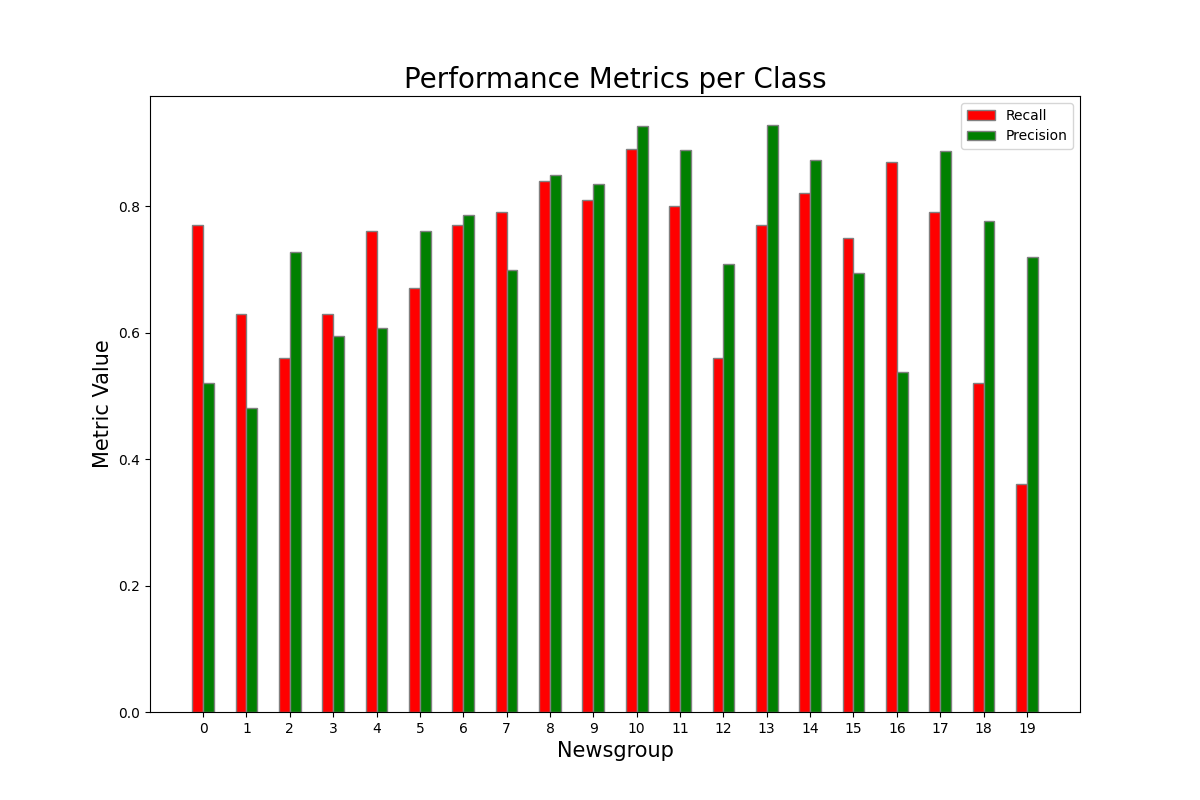 Performance Metrics per Class
Recall
Precision
Metric Value
0.8
0.6
0.4
0.2
0.0
0 1 2 3 4 5 6 7 8 9 10 11 12 13 14 15 16 17 18 19
Newsgroup